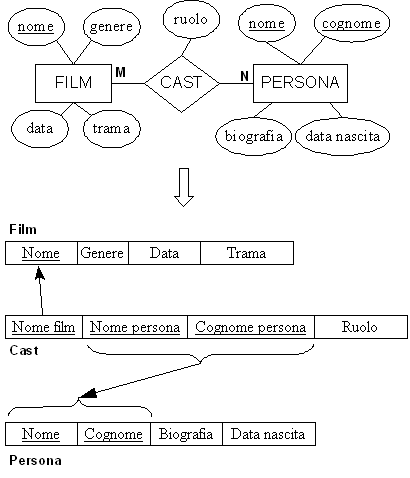 ruolo
nome genere nome cognome
FILM M CAST N PERSONA
data trama biografia data nascita
Film
Nome Genere Data Trama
Nome film Nome persona Cognome persona Ruolo
Cast
Nome Cognome Biografia Data nascita
Persona